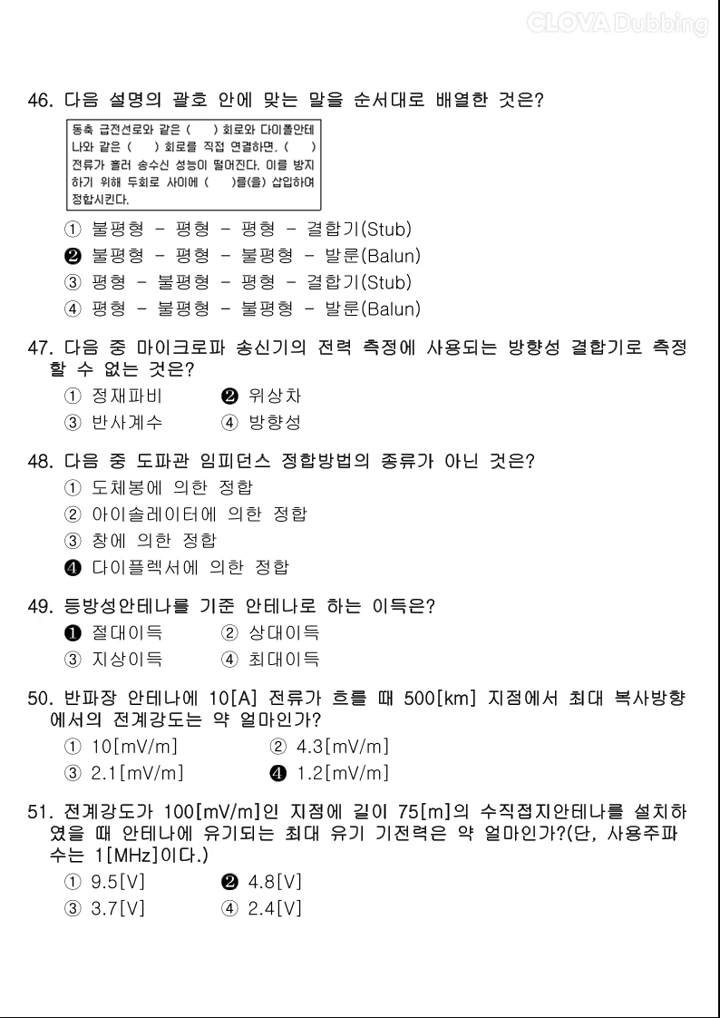 CLOVA Dubbing
46. 다음 설명의 괄호 안에 맞는 말을 순서대로 배열한 것은?
동축 급전선로와 같은 (    ) 회로와 다이폴안테
나와 같은 (    ) 회로를 직접 연결하면, (    )
전류가 흘러 송수신 성능이 떨어진다. 이를 방지
하기 위해 두회로 사이에 (    )를(을) 삽입하여
정합시킨다.
① 불평형 - 평형 - 평형 - 결합기(Stub)
❷ 불평형 - 평형 - 불평형 - 발룬(Balun)
③ 평형 - 불평형 - 평형 - 결합기(Stub)
④ 평형 - 불평형 - 불평형 - 발룬(Balun)
47. 다음 중 마이크로파 송신기의 전력 측정에 사용되는 방향성 결합기로 측정
할 수 없는 것은?
① 정재파비 ❷ 위상차
③ 반사계수 ④ 방향성
48. 다음 중 도파관 임피던스 정합방법의 종류가 아닌 것은?
① 도체봉에 의한 정합
② 아이솔레이터에 의한 정합
③ 창에 의한 정합
❹ 다이플렉서에 의한 정합
49. 등방성안테나를 기준 안테나로 하는 이득은?
❶ 절대이득 ② 상대이득
③ 지상이득 ④ 최대이득
50. 반파장 안테나에 10[A] 전류가 흐를 때 500[km] 지점에서 최대 복사방향
에서의 전계강도는 약 얼마인가?
① 10[mV/m] ② 4.3[mV/m]
③ 2.1[mV/m] ❹ 1.2[mV/m]
51. 전계강도가 100[mV/m]인 지점에 길이 75[m]의 수직접지안테나를 설치하
였을 때 안테나에 유기되는 최대 유기 기전력은 약 얼마인가?(단, 사용주파
수는 1[MHz]이다.)
① 9.5[V] ❷ 4.8[V]
③ 3.7[V] ④ 2.4[V]